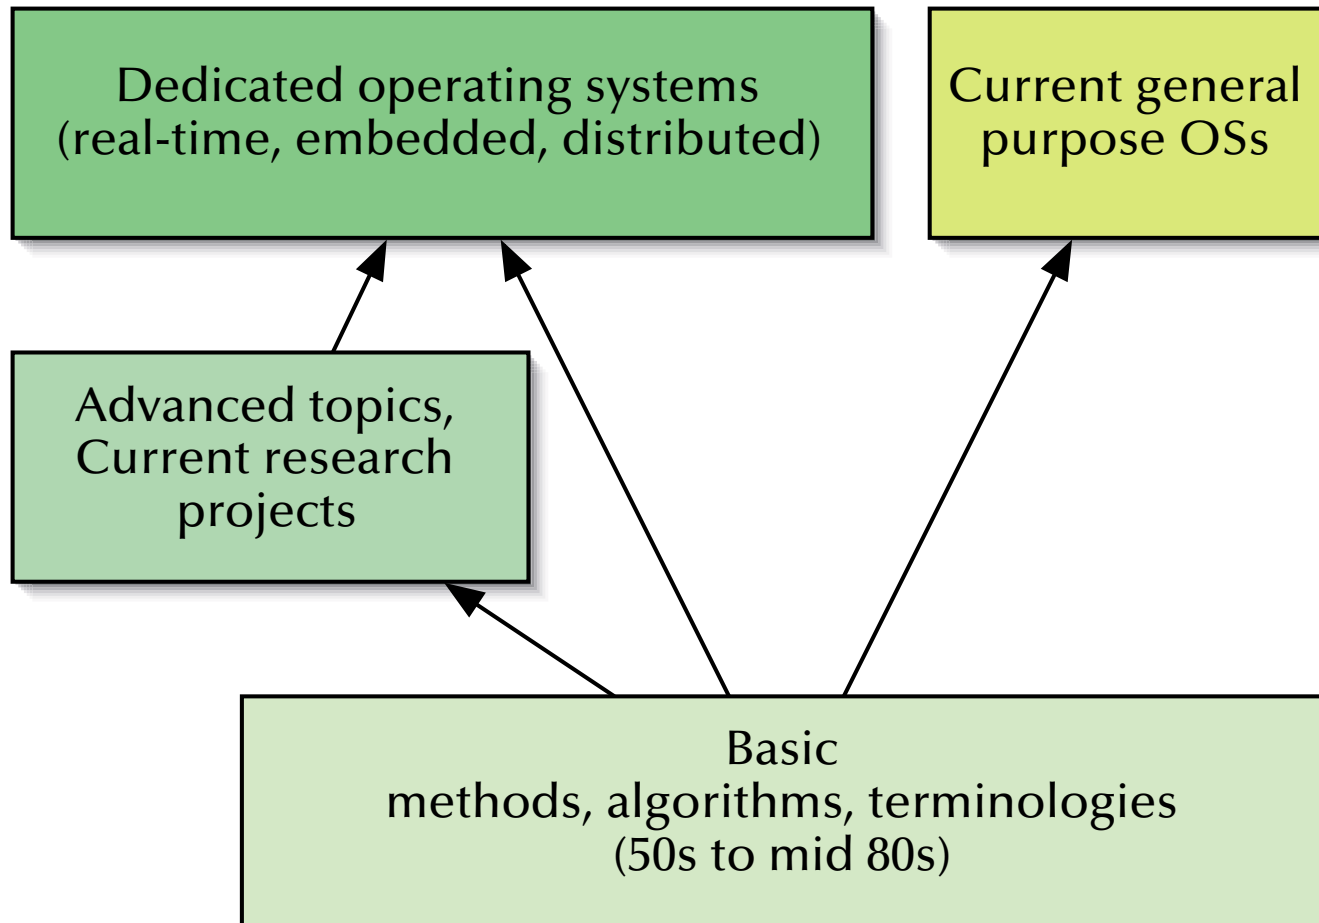 Dedicated operating systems
(real-time, embedded, distributed)
Current general
purpose OSs
Advanced topics,
Current research
projects
Basic
methods, algorithms, terminologies
(50s to mid 80s)